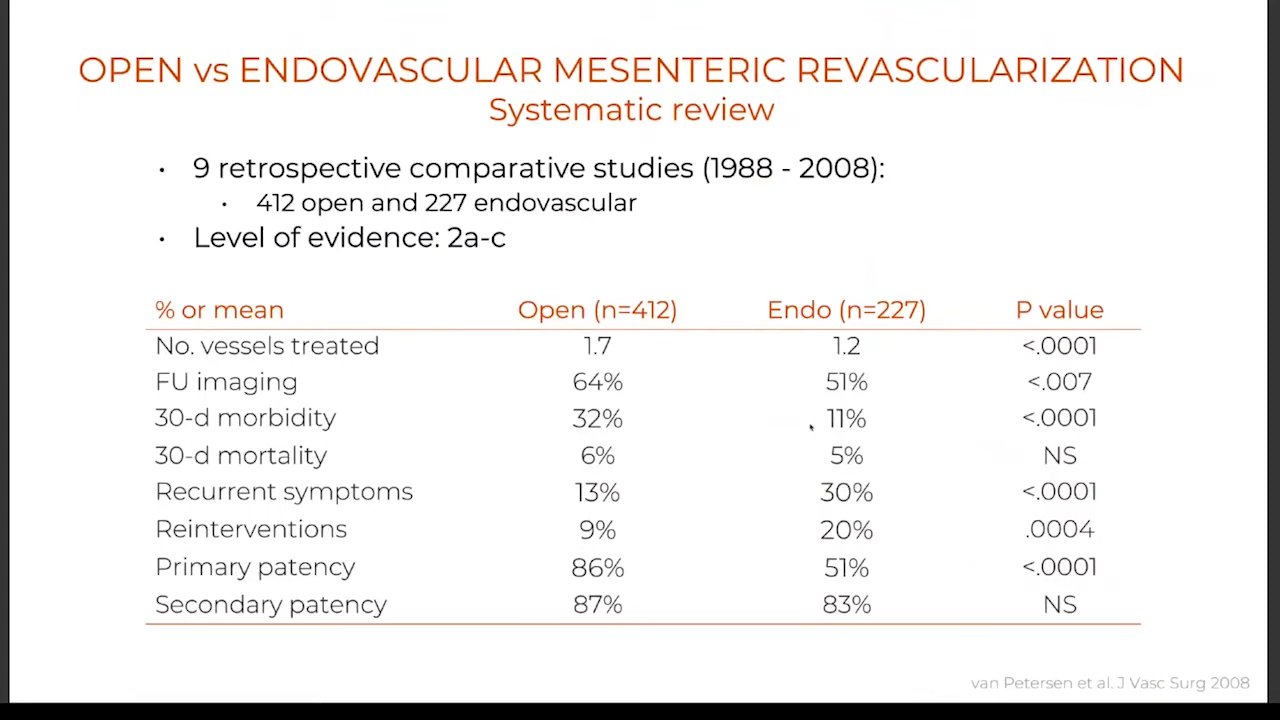 OPEN vs ENDOVASCULAR MESENTERIC REVASCULARIZATION
Systematic review
• 9 retrospective comparative studies (1988 - 2008):
• 412 open and 227 endovascular
• Level of evidence: 2a-c
% or mean Open (n=412) Endo (n=227) P value
No. vessels treated 1.7 1.2 <.0001
FU imaging 64% 51% <.007
30-d morbidity 32% 11% <.0001
30-d mortality 6% 5% NS
Recurrent symptoms 13% 30% <.0001
Reinterventions 9% 20% .0004
Primary patency 86% 51% <.0001
Secondary patency 87% 83% NS
van Petersen et al. J Vasc Surg 2008